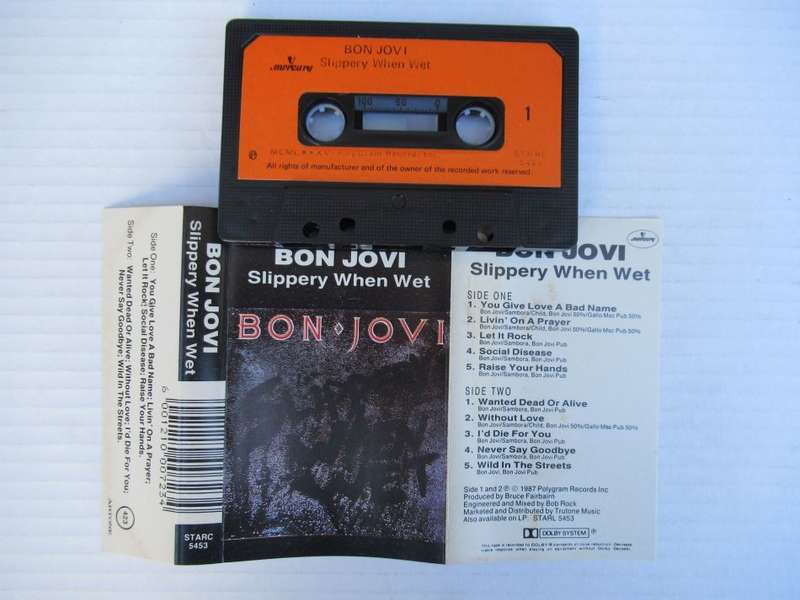 BON JOVI
mercury
Slippery When Wet
100 50 0
1
All rights of manufacturer and of the owner of the recorded work reserved
Side One: You Give Love A Bad Name; Livin' On A Prayer;
Let It Rock; Social Disease; Raise Your Hands.
Side Two: Wanted Dead Or Alive; Without Love; I'd Die For You;
Never Say Goodbye; Wild In The Streets.
423
ARTONE
BON JOVI
Slippery When Wet
6 001210 007234
STARC
5453
BON JOVI
Slippery When Wet
BON JOVI
BON JOVI
mercury
Slippery When Wet
SIDE ONE
1. You Give Love A Bad Name
Bon Jovi/Sambora/Child, Bon Jovi 50%/Gallo Msc Pub 50%
2. Livin' On A Prayer
Bon Jovi/Sambora/Child, Bon Jovi 50%/Gallo Msc Pub 50%
3. Let It Rock
Bon Jovi/Sambora, Bon Jovi Pub
4. Social Disease
Bon Jovi/Sambora, Bon Jovi Pub
5. Raise Your Hands
Bon Jovi/Sambora, Bon Jovi Pub
SIDE TWO
1. Wanted Dead Or Alive
Bon Jovi/Sambora, Bon Jovi Pub
2. Without Love
Bon Jovi/Sambora/Child, Bon Jovi 50%/Gallo Msc Pub 50%
3. I'd Die For You
Bon Jovi/Sambora, Bon Jovi Pub
4. Never Say Goodbye
Bon Jovi/Sambora, Bon Jovi Pub
5. Wild In The Streets
Bon Jovi, Bon Jovi Pub
Side 1 and 2 ℗ © 1987 Polygram Records Inc
Produced by Bruce Fairbairn
Engineered and Mixed by Bob Rock
Marketed and Distributed by Trutone Music
Also available on LP: STARL 5453
DOLBY SYSTEM